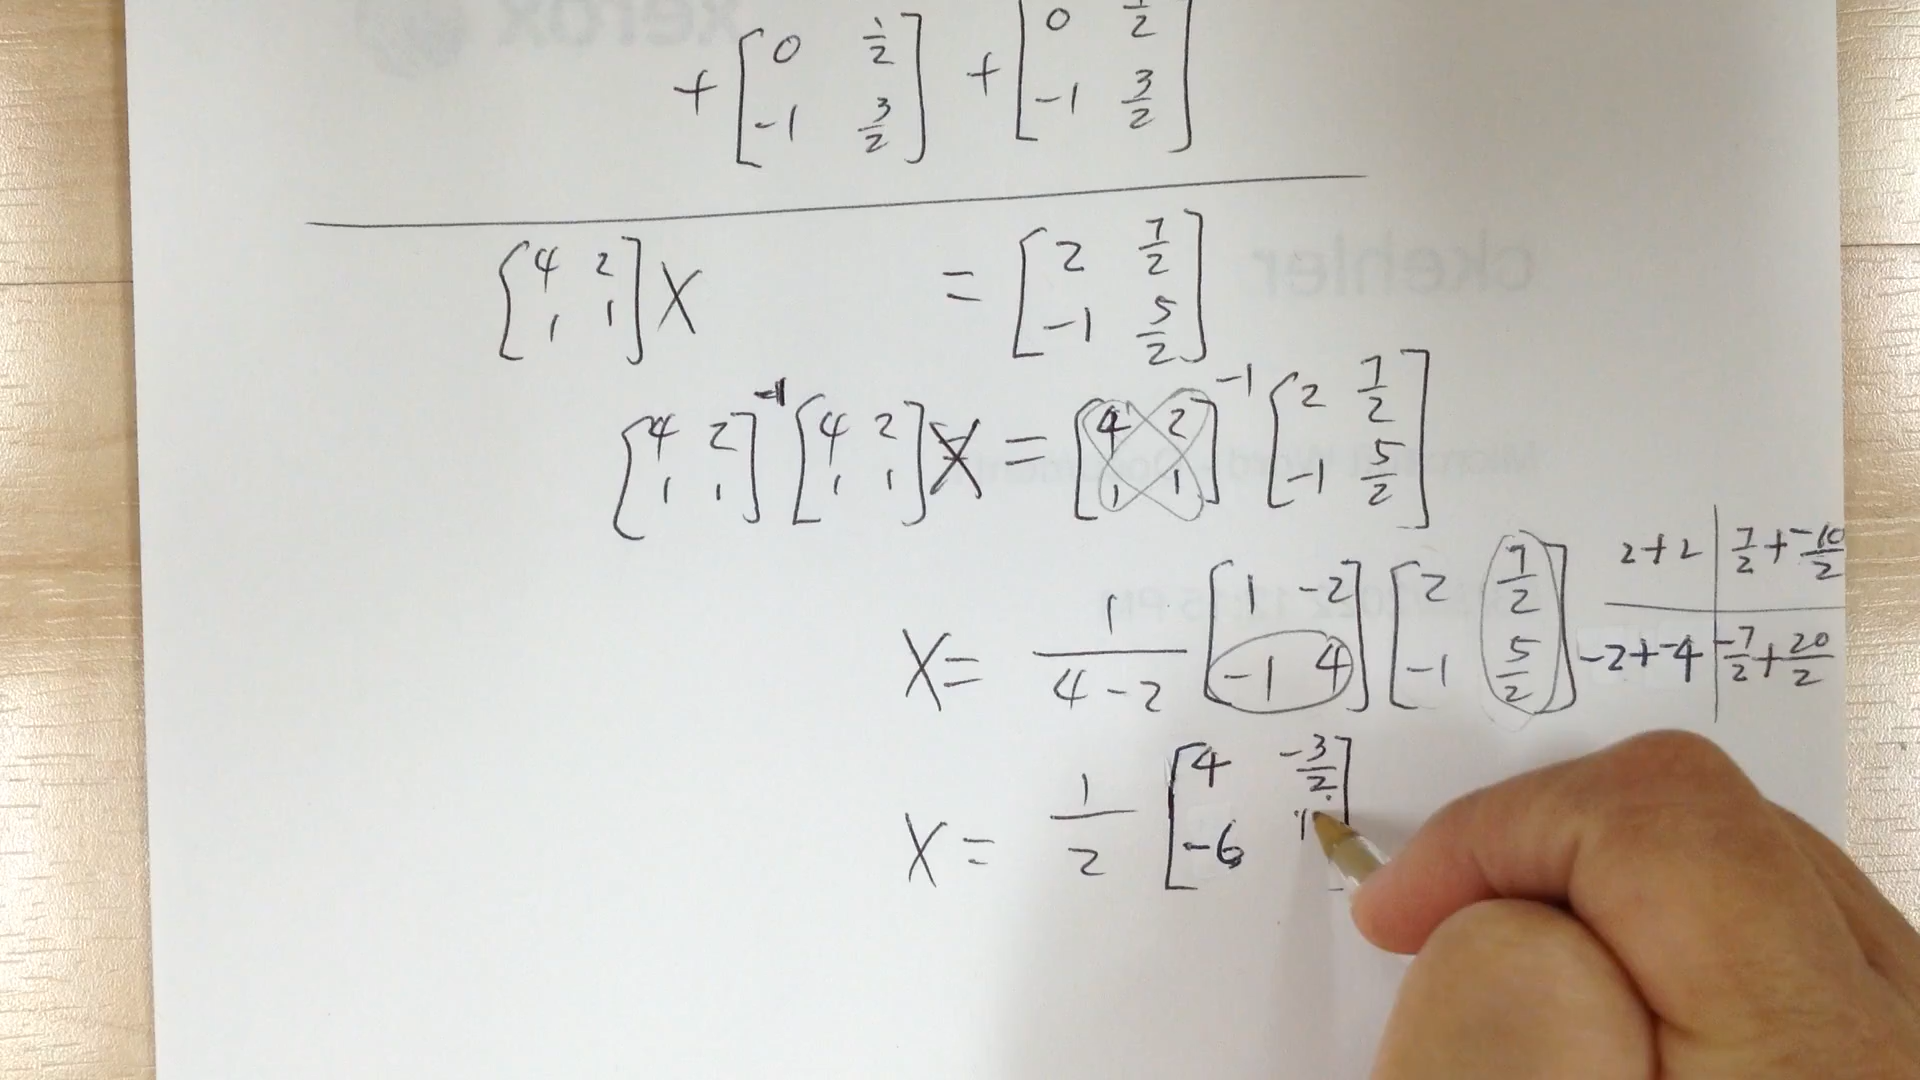 + [0 1/2; -1 3/2] + [0 1/2; -1 3/2]
[4 2; 1 1] X = [2 7/2; -1 5/2]
[4 2; 1 1]^-1 [4 2; 1 1] X = [4 2; 1 1]^-1 [2 7/2; -1 5/2]
X = 1/(4-2) [1 -2; -1 4] [2 7/2; -1 5/2] 2+2 | 7/2 + -10/2
-2+-4 | -7/2 + 20/2
X = 1/2 [4 -3/2; -6 1